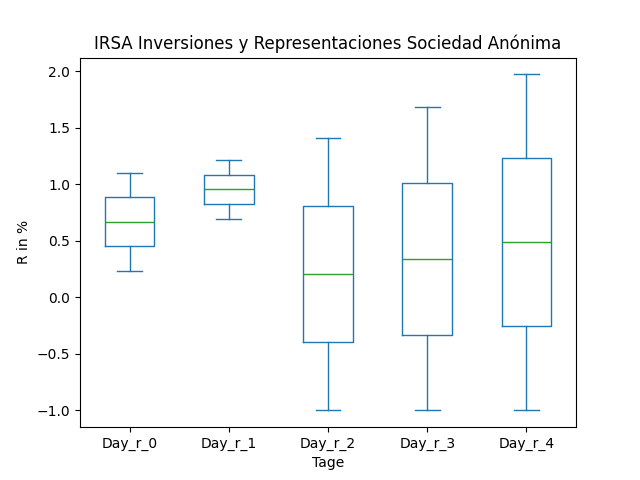 IRSA Inversiones y Representaciones Sociedad Anónima
R in %
2.0
1.5
1.0
0.5
0.0
−0.5
−1.0
Day_r_0 Day_r_1 Day_r_2 Day_r_3 Day_r_4
Tage